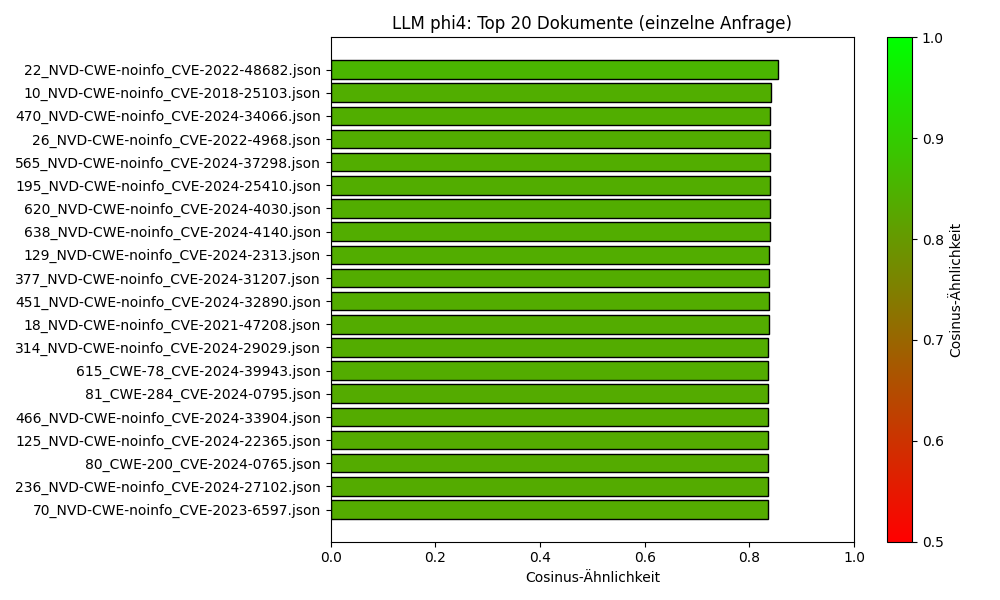 LLM phi4: Top 20 Dokumente (einzelne Anfrage)
22_NVD-CWE-noinfo_CVE-2022-48682.json
10_NVD-CWE-noinfo_CVE-2018-25103.json
470_NVD-CWE-noinfo_CVE-2024-34066.json
26_NVD-CWE-noinfo_CVE-2022-4968.json
565_NVD-CWE-noinfo_CVE-2024-37298.json
195_NVD-CWE-noinfo_CVE-2024-25410.json
620_NVD-CWE-noinfo_CVE-2024-4030.json
638_NVD-CWE-noinfo_CVE-2024-4140.json
129_NVD-CWE-noinfo_CVE-2024-2313.json
377_NVD-CWE-noinfo_CVE-2024-31207.json
451_NVD-CWE-noinfo_CVE-2024-32890.json
18_NVD-CWE-noinfo_CVE-2021-47208.json
314_NVD-CWE-noinfo_CVE-2024-29029.json
615_CWE-78_CVE-2024-39943.json
81_CWE-284_CVE-2024-0795.json
466_NVD-CWE-noinfo_CVE-2024-33904.json
125_NVD-CWE-noinfo_CVE-2024-22365.json
80_CWE-200_CVE-2024-0765.json
236_NVD-CWE-noinfo_CVE-2024-27102.json
70_NVD-CWE-noinfo_CVE-2023-6597.json
0.0 0.2 0.4 0.6 0.8 1.0
Cosinus-Ähnlichkeit
1.0
0.9
0.8
0.7
0.6
0.5
Cosinus-Ähnlichkeit